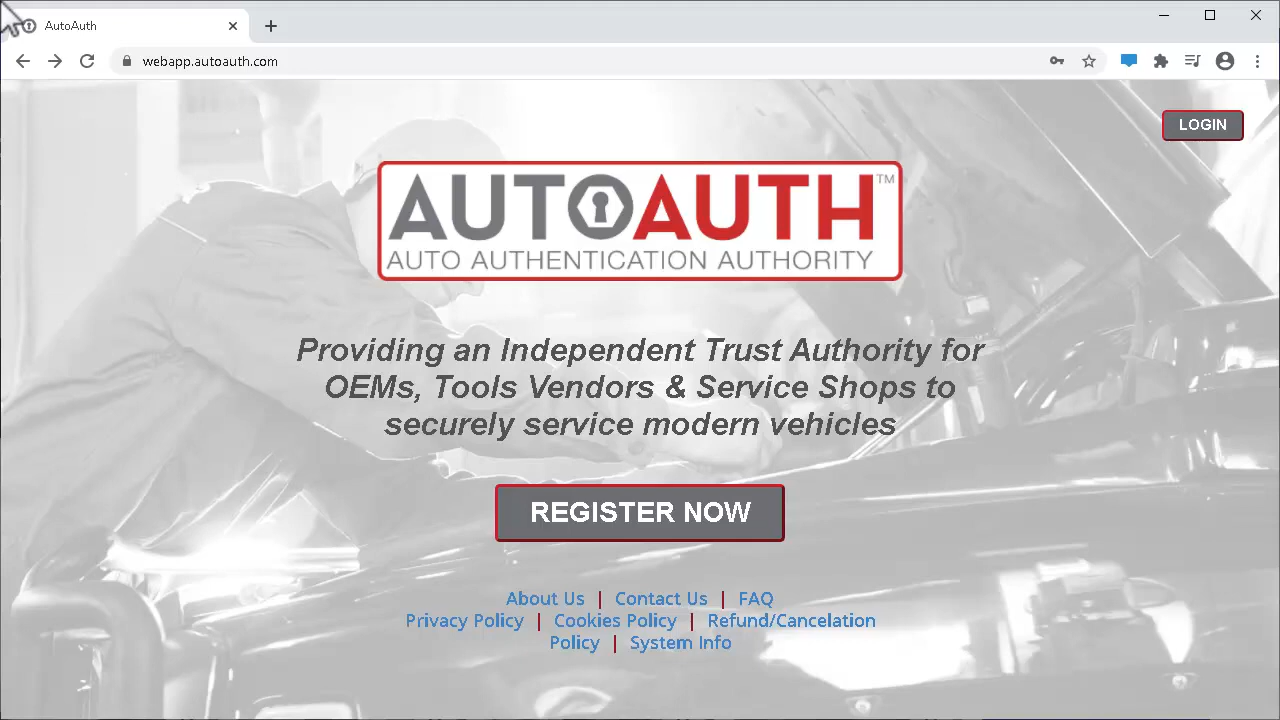 AutoAuth
webapp.autoauth.com
LOGIN
AUTOAUTH™
AUTO AUTHENTICATION AUTHORITY
Providing an Independent Trust Authority for
OEMs, Tools Vendors & Service Shops to
securely service modern vehicles
REGISTER NOW
About Us | Contact Us | FAQ
Privacy Policy | Cookies Policy | Refund/Cancelation
Policy | System Info